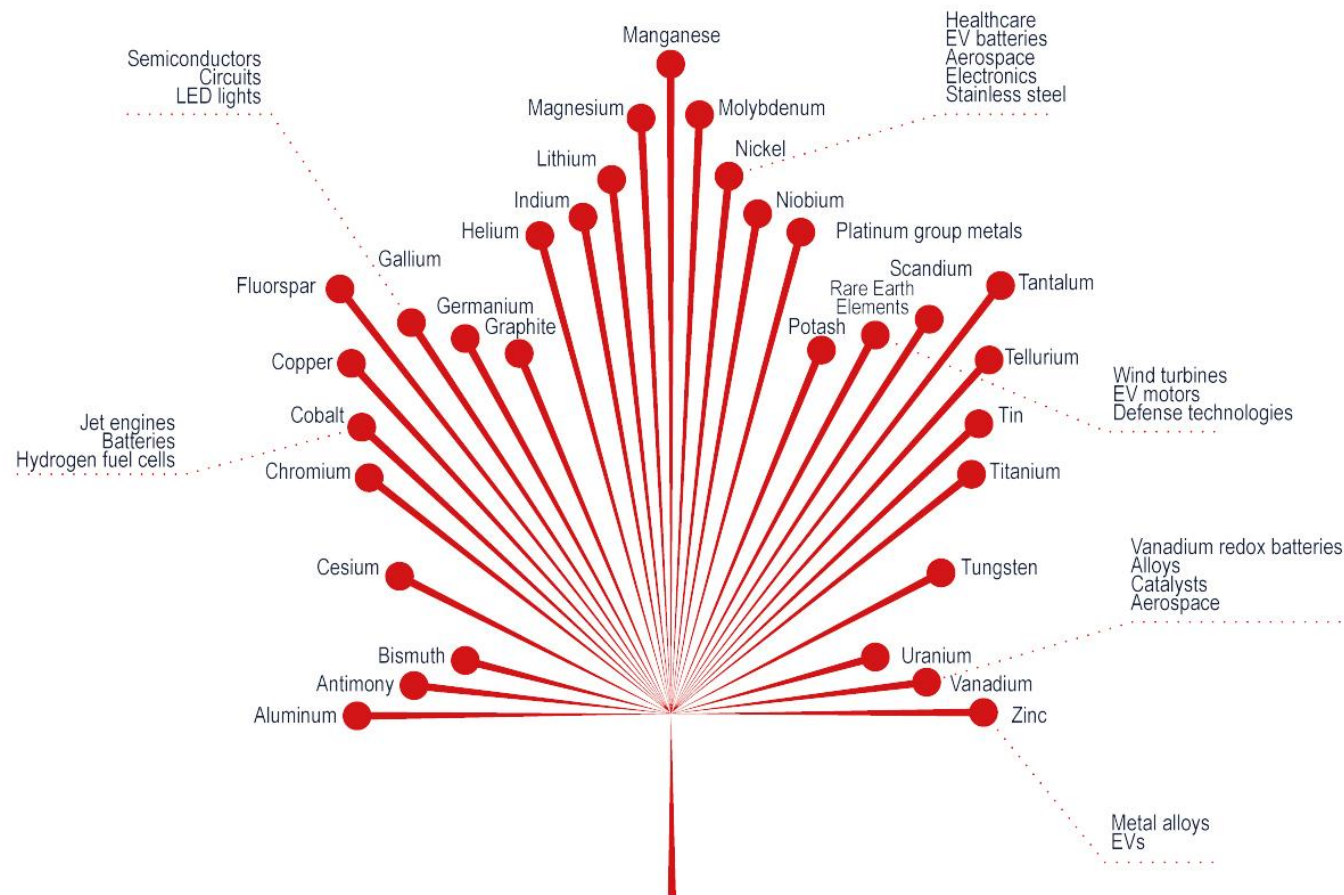 Manganese
Healthcare
EV batteries
Aerospace
Electronics
Stainless steel
Semiconductors
Circuits
LED lights
Magnesium
Molybdenum
Lithium
Nickel
Indium
Niobium
Helium
Platinum group metals
Gallium
Scandium
Fluorspar
Rare Earth
Elements
Tantalum
Germanium
Graphite
Potash
Copper
Tellurium
Wind turbines
EV motors
Defense technologies
Cobalt
Tin
Jet engines
Batteries
Hydrogen fuel cells
Chromium
Titanium
Cesium
Tungsten
Vanadium redox batteries
Alloys
Catalysts
Aerospace
Bismuth
Uranium
Antimony
Vanadium
Aluminum
Zinc
Metal alloys
EVs